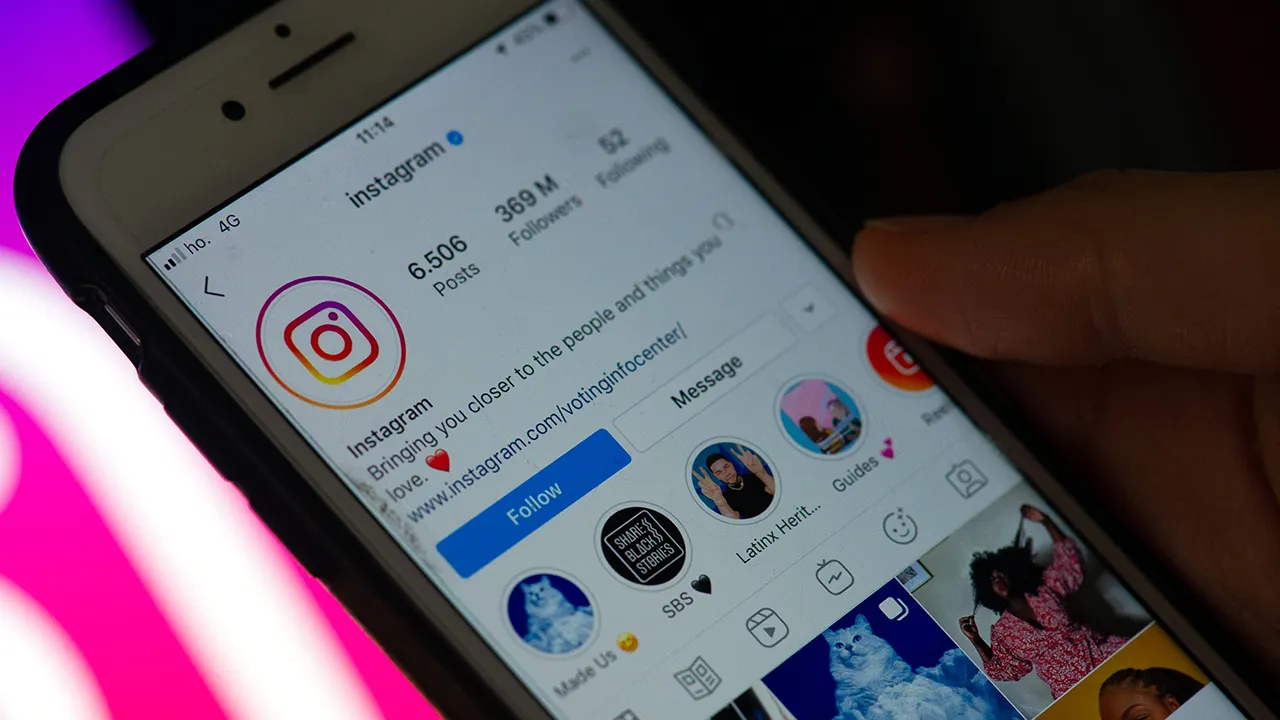 ho. 4G
11:14
instagram
6.506
Posts
369 M
Followers
52
Following
Instagram
Bringing you closer to the people and things you
love. ❤️
www.instagram.com/votinginfocenter/
Follow
Message
Made Us 🤗
SHARE
BLACK
STORIES
SBS 🖤
Latinx Herit...
Guides 💕